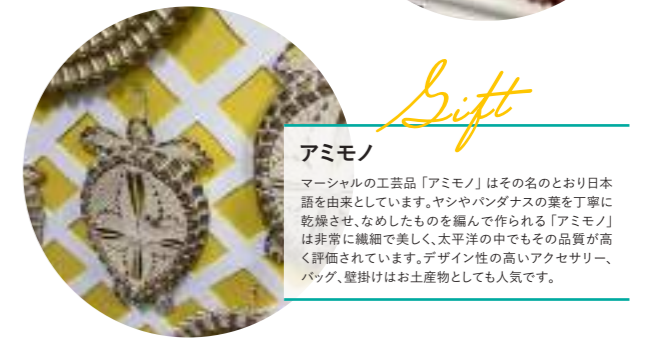 Gift
アミモノ
マーシャルの工芸品「アミモノ」はその名のとおり日本
語を由来としています。ヤシやパンダナスの葉を丁寧に
乾燥させ、なめしたものを編んで作られる「アミモノ」
は非常に繊細で美しく、太平洋の中でもその品質が高
く評価されています。デザイン性の高いアクセサリー、
バッグ、壁掛けはお土産物としても人気です。